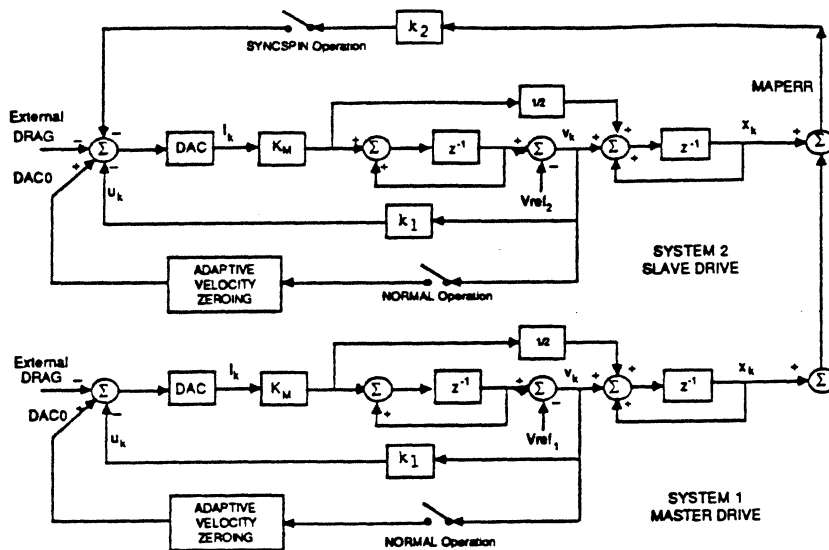 k2
SYNCSPIN Operation
MAPERR
1/2
External
DRAG
DAC
Ik
KM
z-1
vk
z-1
xk
DAC0
uk
Vref2
k1
SYSTEM 2
SLAVE DRIVE
ADAPTIVE
VELOCITY
ZEROING
NORMAL Operation
1/2
External
DRAG
DAC
Ik
KM
z-1
vk
z-1
xk
DAC0
uk
Vref1
k1
SYSTEM 1
MASTER DRIVE
ADAPTIVE
VELOCITY
ZEROING
NORMAL Operation